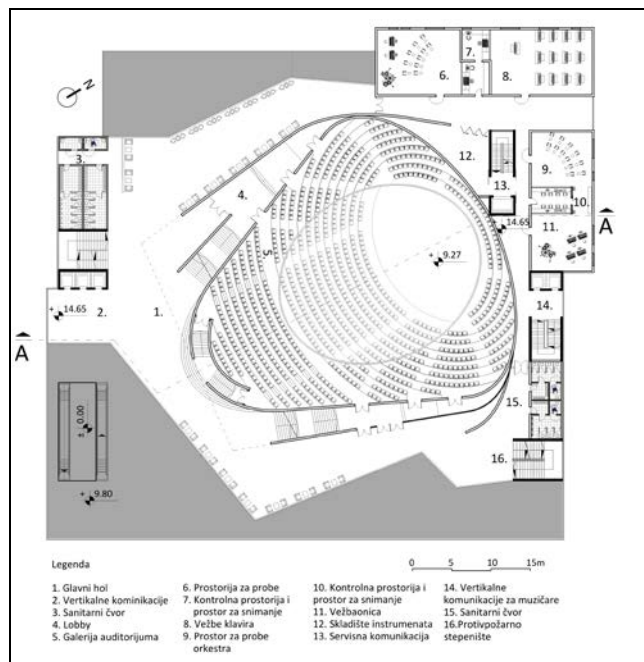 N
7.
6.
8.
3.
12.
9.
4.
13.
10.
14.65
11.
A
5.
9.27
14.65
2.
1.
14.
A
± 0.00
15.
16.
9.80
Legenda
0 5 10 15m
1. Glavni hol
2. Vertikalne kominikacije
3. Sanitarni čvor
4. Lobby
5. Galerija auditorijuma
6. Prostorija za probe
7. Kontrolna prostorija i
prostor za snimanje
8. Vežbe klavira
9. Prostor za probe
orkestra
10. Kontrolna prostorija i
prostor za snimanje
11. Vežbaonica
12. Skladište instrumenata
13. Servisna komunikacija
14. Vertikalne
komunikacije za muzičare
15. Sanitarni čvor
16.Protivpožarno
stepenište